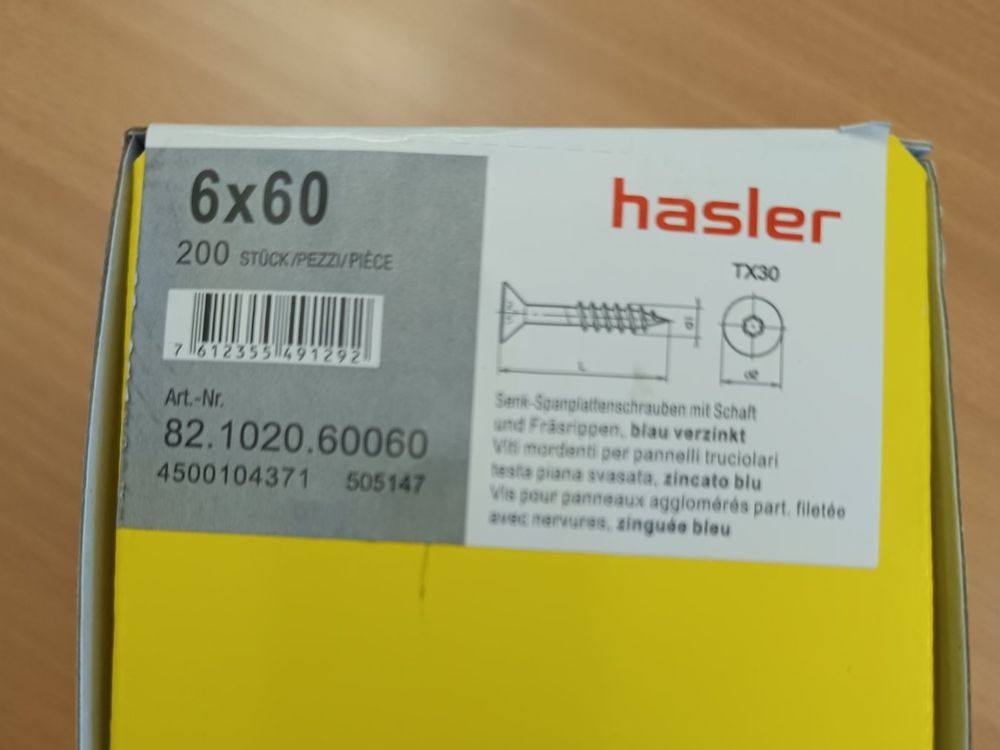 6x60
200 STÜCK/PEZZI/PIÈCE
7 612355 491292
Art.-Nr.
82.1020.60060
4500104371 505147
hasler
TX30
L
d1
d2
Senk-Spanplattenschrauben mit Schaft
und Fräsrippen, blau verzinkt
Viti mordenti per pannelli truciolari
testa piana svasata, zincato blu
Vis pour panneaux agglomérés part. filetée
avec nervures, zinguée bleu